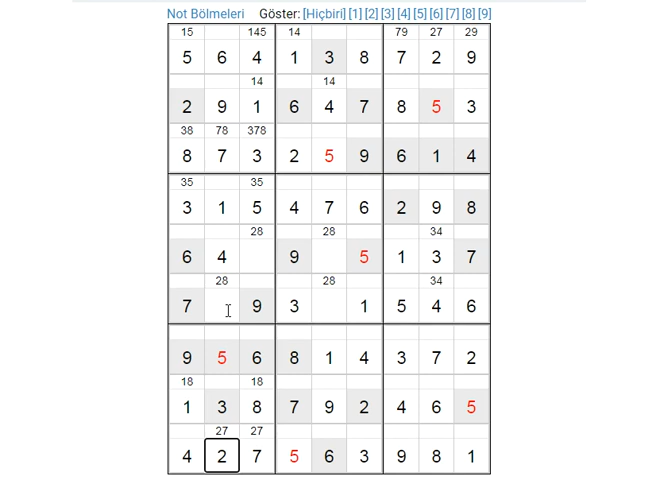 Not Bölmeleri Göster: [Hiçbiri] [1] [2] [3] [4] [5] [6] [7] [8] [9]
15 145 14 79 27 29
5 6 4 1 3 8 7 2 9
14 14
2 9 1 6 4 7 8 5 3
38 78 378
8 7 3 2 5 9 6 1 4
35 35
3 1 5 4 7 6 2 9 8
28 28 34
6 4 9 5 1 3 7
28 28 34
7 9 3 1 5 4 6
9 5 6 8 1 4 3 7 2
18 18
1 3 8 7 9 2 4 6 5
27 27
4 2 7 5 6 3 9 8 1